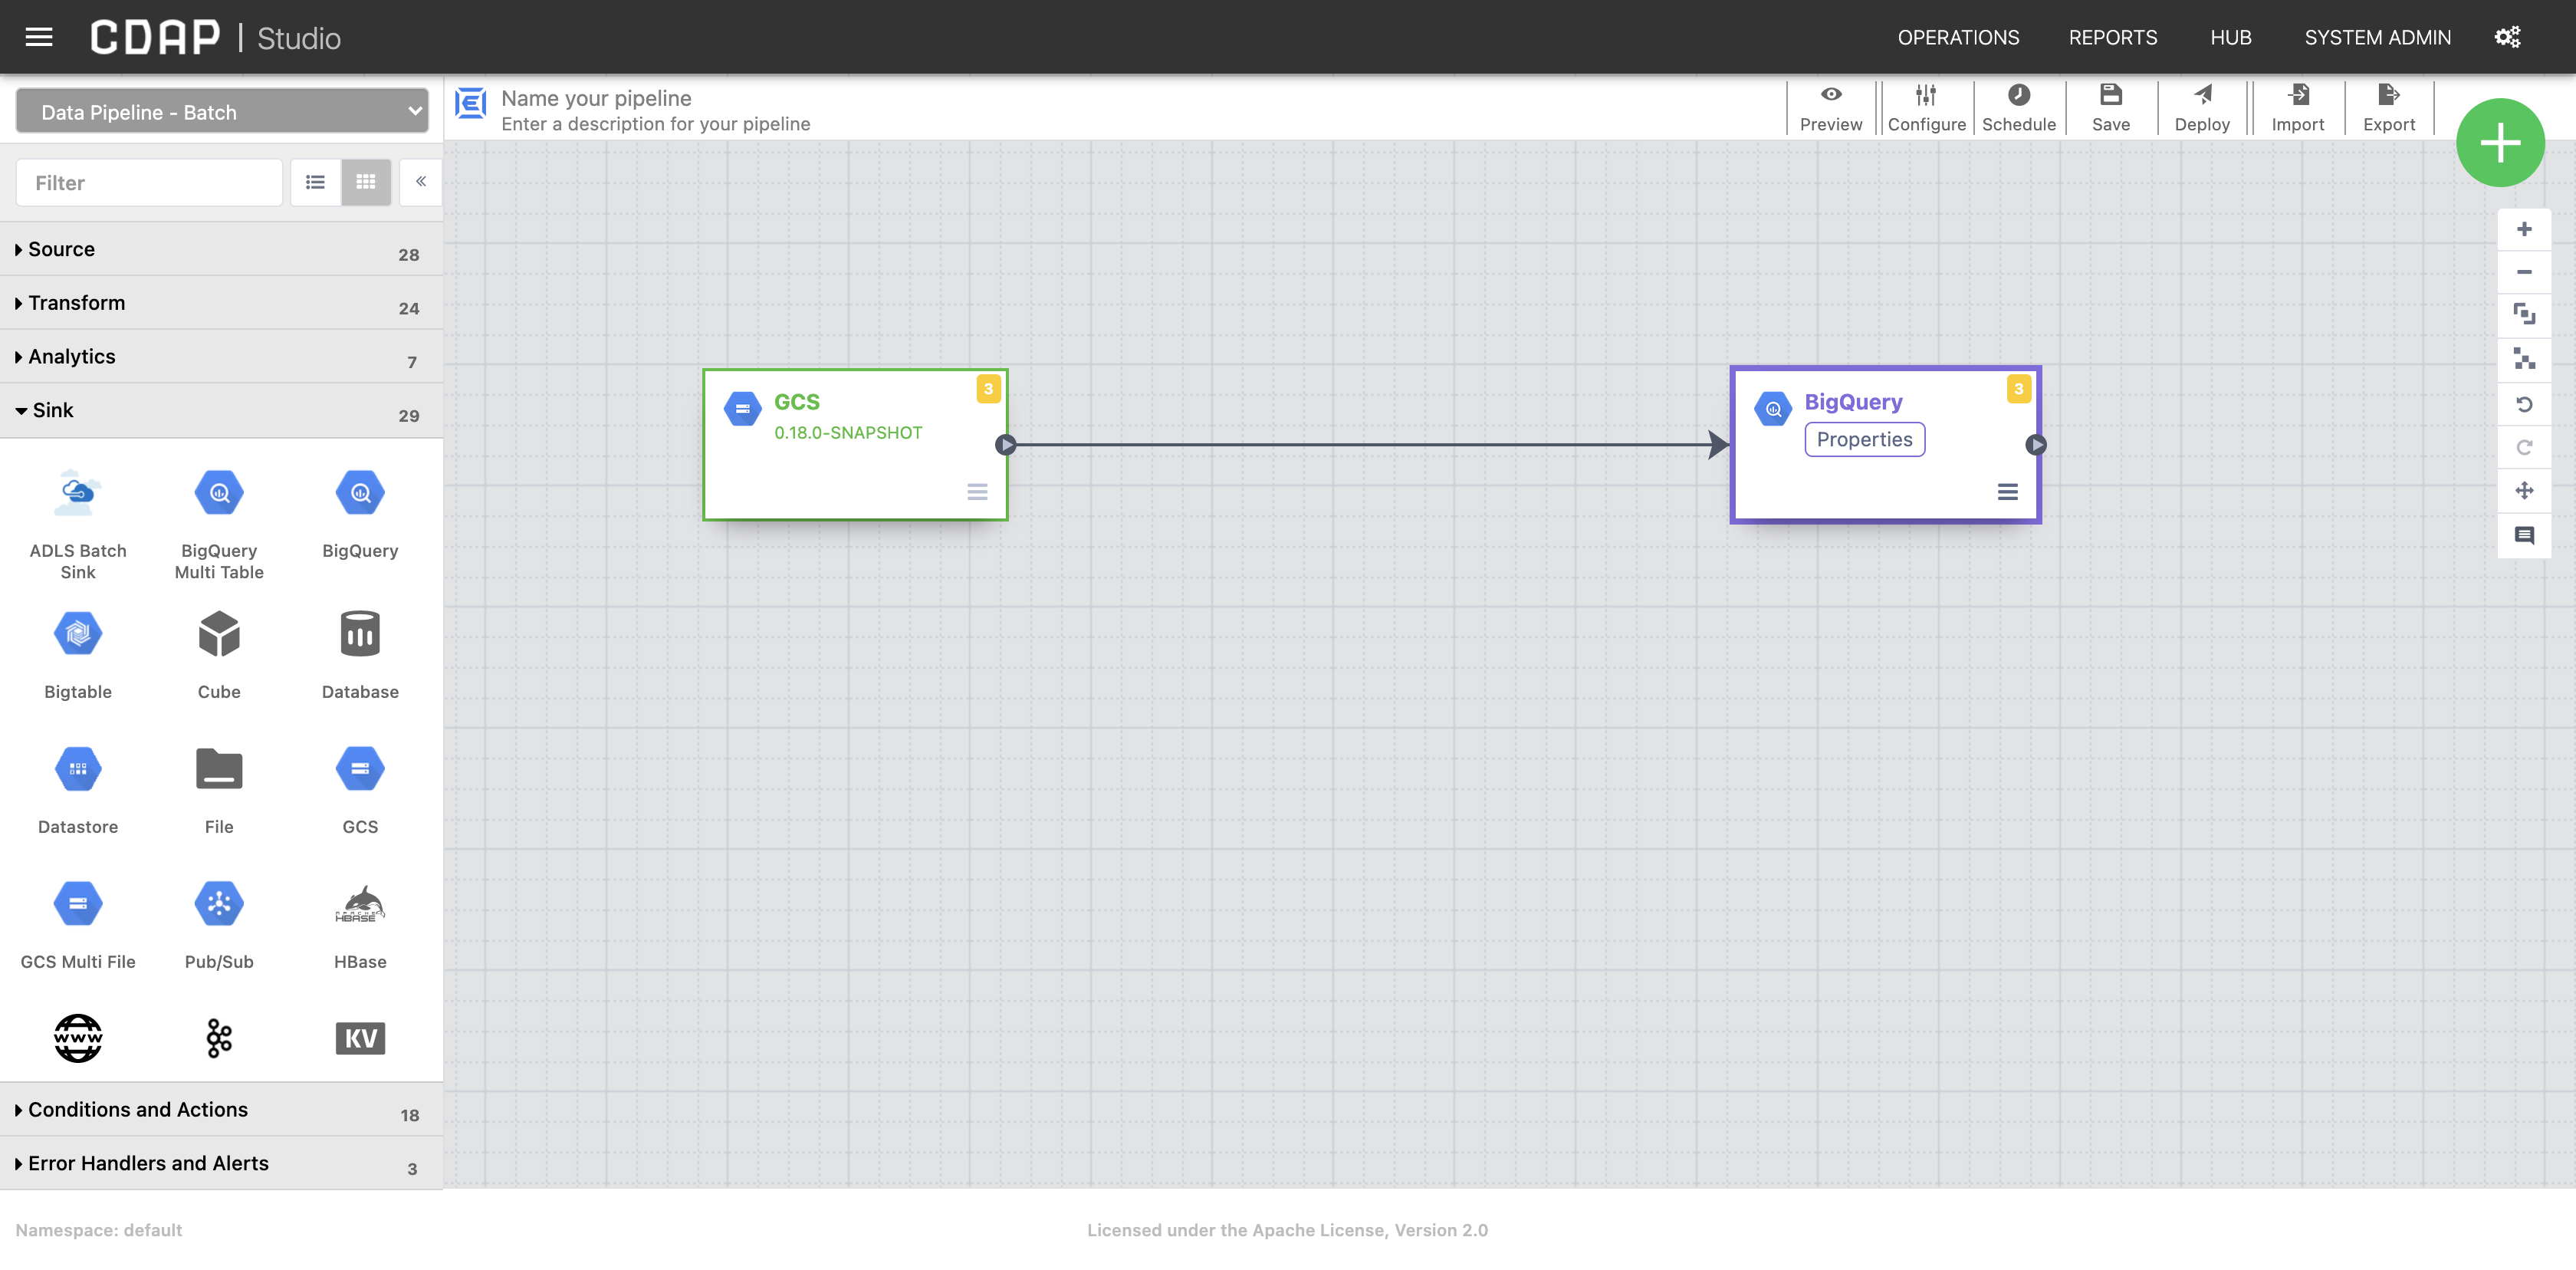 CDAP | Studio
OPERATIONS
REPORTS
HUB
SYSTEM ADMIN
Data Pipeline - Batch
Name your pipeline
Enter a description for your pipeline
Preview
Configure
Schedule
Save
Deploy
Import
Export
Filter
Source 28
Transform 24
Analytics 7
Sink 29
ADLS Batch
Sink
BigQuery
Multi Table
BigQuery
Bigtable
Cube
Database
Datastore
File
GCS
GCS Multi File
Pub/Sub
APACHE
HBASE
HBase
WWW
KV
Conditions and Actions 18
Error Handlers and Alerts 3
GCS
3
0.18.0-SNAPSHOT
BigQuery
3
Properties
Namespace: default
Licensed under the Apache License, Version 2.0